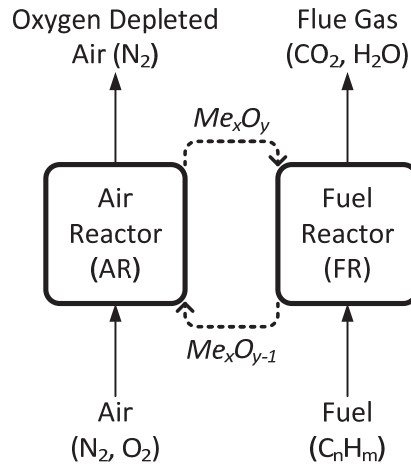 Oxygen Depleted
Air (N₂)
Flue Gas
(CO₂, H₂O)
MeₓOᵧ
Air
Reactor
(AR)
Fuel
Reactor
(FR)
MeₓOᵧ₋₁
Air
(N₂, O₂)
Fuel
(CₙHₘ)